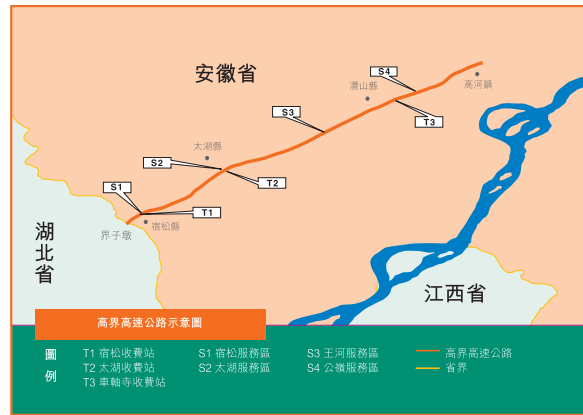 安徽省
S4
潛山縣
高河鎮
S3
T3
太湖縣
S2
T2
S1
T1
宿松縣
界子墩
湖北省
江西省
高界高速公路示意圖
圖例
T1 宿松收費站
T2 太湖收費站
T3 車軸寺收費站
S1 宿松服務區
S2 太湖服務區
S3 王河服務區
S4 公嶺服務區
高界高速公路
省界